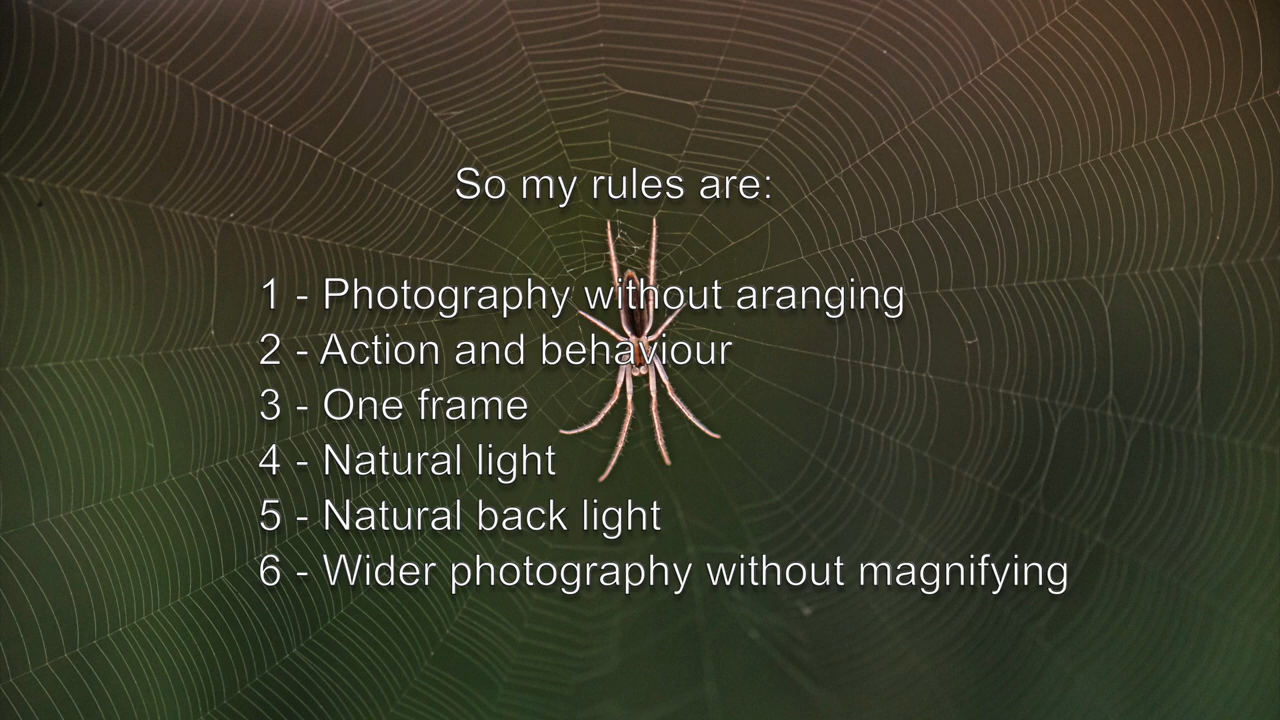 So my rules are:
1 - Photography without aranging
2 - Action and behaviour
3 - One frame
4 - Natural light
5 - Natural back light
6 - Wider photography without magnifying